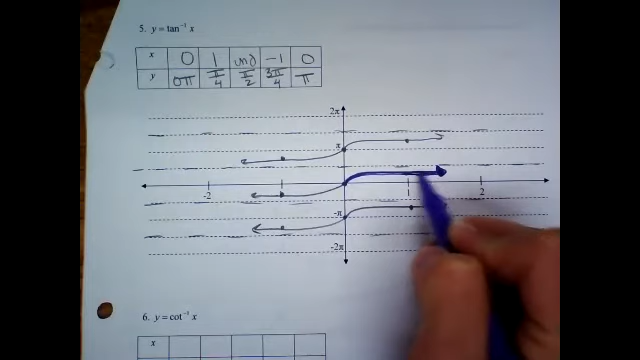 5. y = tan⁻¹ x
x 0 1 und -1 0
y 0π π/4 π/2 3π/4 π
2π
π
-2 1 2
-π
-2π
6. y = cot⁻¹ x
x